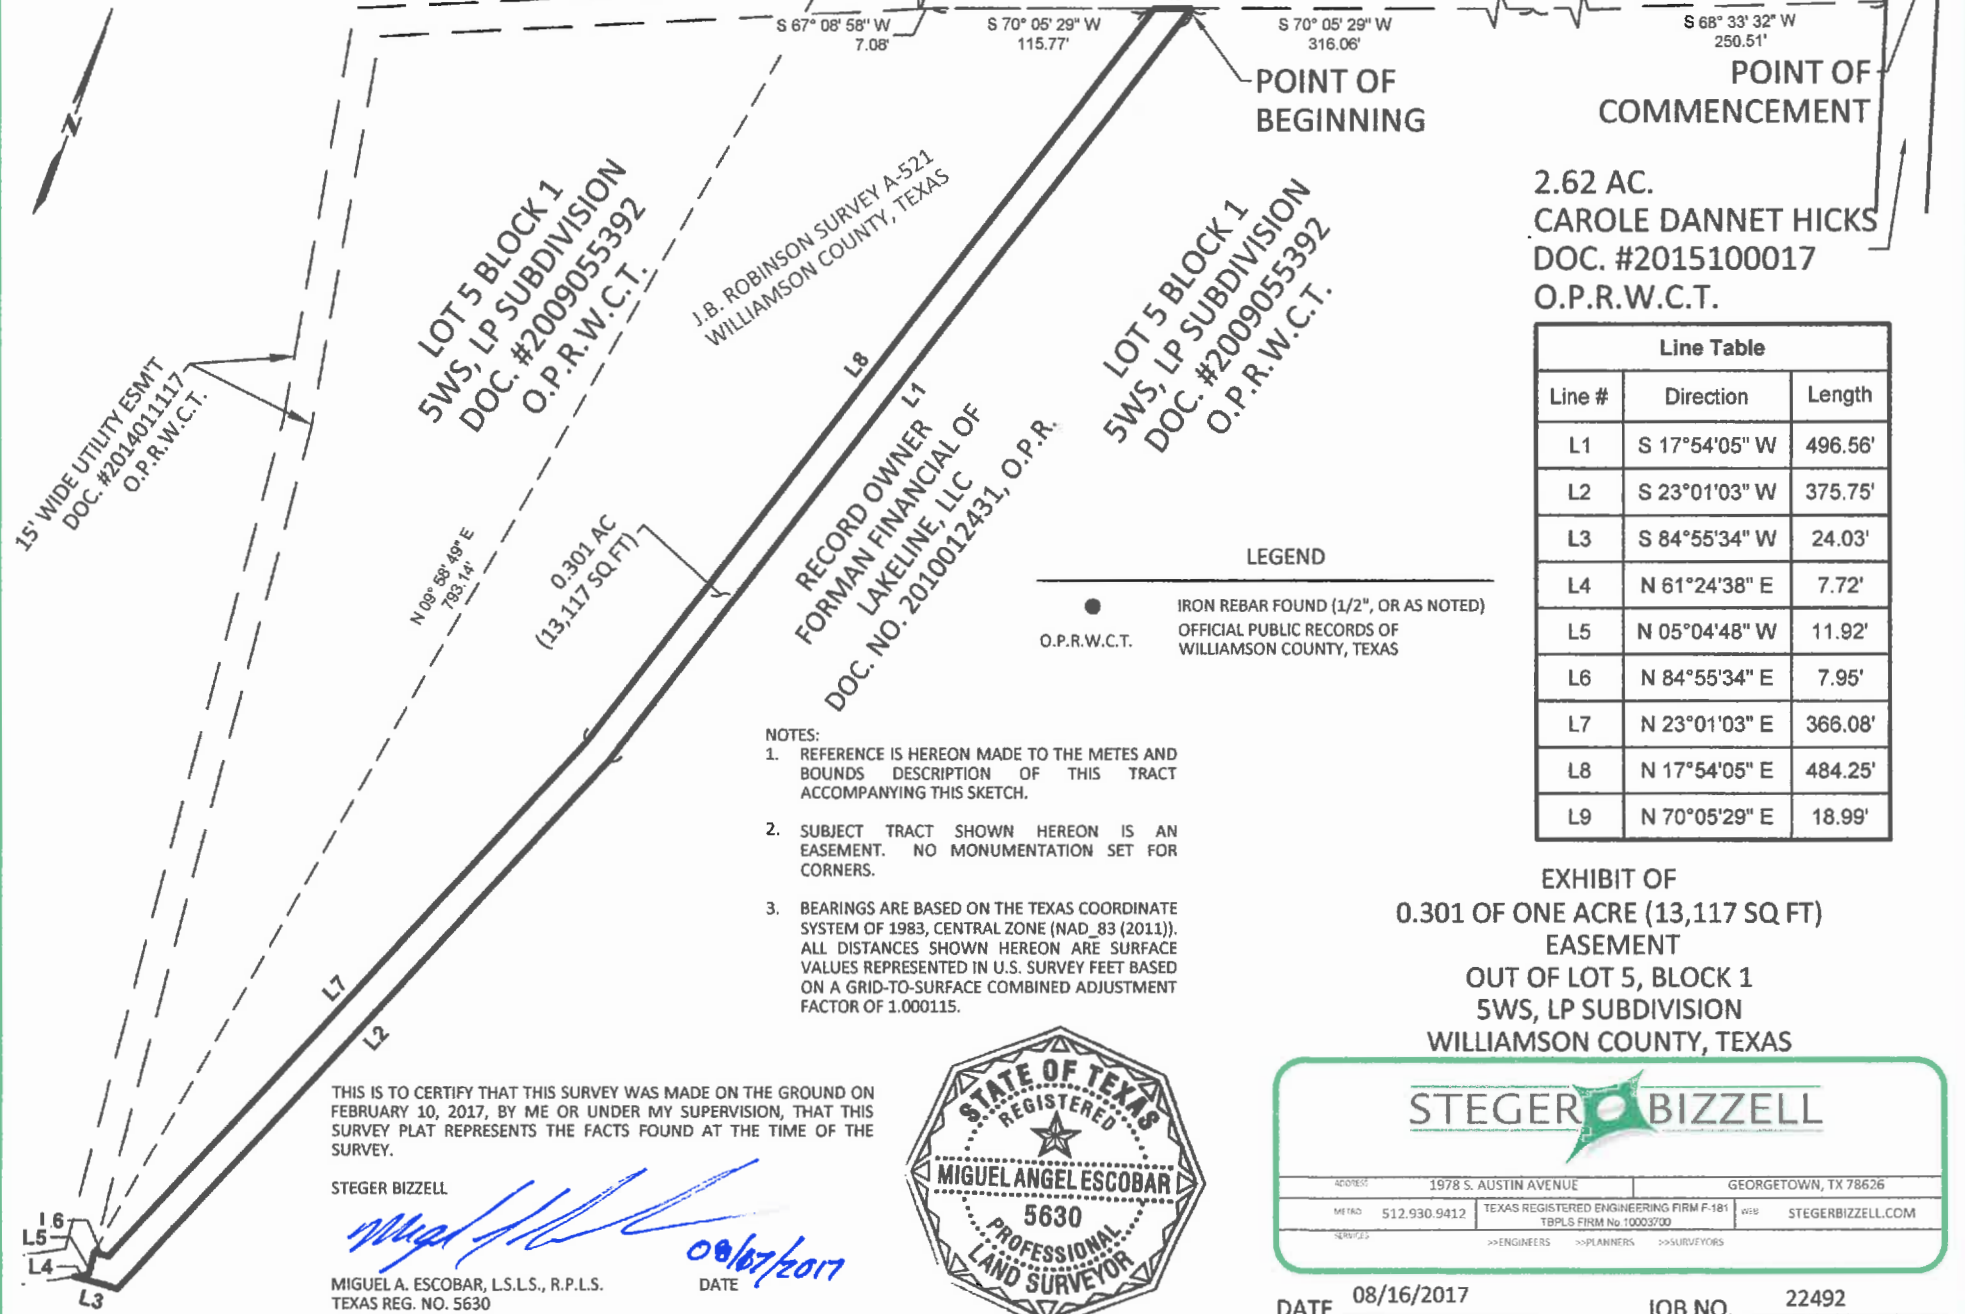 S 67° 08' 58" W
7.08'
S 70° 05' 29" W
115.77'
S 70° 05' 29" W
316.06'
S 68° 33' 32" W
250.51'
POINT OF
BEGINNING
POINT OF
COMMENCEMENT
N
2.62 AC.
CAROLE DANNET HICKS
DOC. #2015100017
O.P.R.W.C.T.
LOT 5 BLOCK 1
5WS, LP SUBDIVISION
DOC. #2009055392
O.P.R.W.C.T.
J.B. ROBINSON SURVEY A-521
WILLIAMSON COUNTY, TEXAS
LOT 5 BLOCK 1
5WS, LP SUBDIVISION
DOC. #2009055392
O.P.R.W.C.T.
15' WIDE UTILITY ESM'T
DOC. #2014011117
O.P.R.W.C.T.
L8
L1
RECORD OWNER
FORMAN FINANCIAL OF
LAKELINE, LLC
DOC. NO. 2010012431, O.P.R.
N 09° 58' 49" E
793.14'
0.301 AC
(13,117 SQ FT)
Line Table
Line # Direction Length
L1 S 17°54'05" W 496.56'
L2 S 23°01'03" W 375.75'
L3 S 84°55'34" W 24.03'
L4 N 61°24'38" E 7.72'
L5 N 05°04'48" W 11.92'
L6 N 84°55'34" E 7.95'
L7 N 23°01'03" E 366.08'
L8 N 17°54'05" E 484.25'
L9 N 70°05'29" E 18.99'
LEGEND
IRON REBAR FOUND (1/2", OR AS NOTED)
O.P.R.W.C.T. OFFICIAL PUBLIC RECORDS OF
WILLIAMSON COUNTY, TEXAS
NOTES:
1. REFERENCE IS HEREON MADE TO THE METES AND
BOUNDS DESCRIPTION OF THIS TRACT
ACCOMPANYING THIS SKETCH.
2. SUBJECT TRACT SHOWN HEREON IS AN
EASEMENT. NO MONUMENTATION SET FOR
CORNERS.
3. BEARINGS ARE BASED ON THE TEXAS COORDINATE
SYSTEM OF 1983, CENTRAL ZONE (NAD_83 (2011)).
ALL DISTANCES SHOWN HEREON ARE SURFACE
VALUES REPRESENTED IN U.S. SURVEY FEET BASED
ON A GRID-TO-SURFACE COMBINED ADJUSTMENT
FACTOR OF 1.000115.
EXHIBIT OF
0.301 OF ONE ACRE (13,117 SQ FT)
EASEMENT
OUT OF LOT 5, BLOCK 1
5WS, LP SUBDIVISION
WILLIAMSON COUNTY, TEXAS
L7
L2
L6
L5
L4
L3
THIS IS TO CERTIFY THAT THIS SURVEY WAS MADE ON THE GROUND ON
FEBRUARY 10, 2017, BY ME OR UNDER MY SUPERVISION, THAT THIS
SURVEY PLAT REPRESENTS THE FACTS FOUND AT THE TIME OF THE
SURVEY.
STEGER BIZZELL
MIGUEL A. ESCOBAR, L.S.L.S., R.P.L.S.
TEXAS REG. NO. 5630
DATE
STATE OF TEXAS
REGISTERED
MIGUEL ANGEL ESCOBAR
5630
PROFESSIONAL
LAND SURVEYOR
STEGER BIZZELL
ADDRESS 1978 S. AUSTIN AVENUE GEORGETOWN, TX 78626
METRO 512.930.9412 TEXAS REGISTERED ENGINEERING FIRM F-181 WEB STEGERBIZZELL.COM
TBPLS FIRM No.10003700
SERVICES >>ENGINEERS >>PLANNERS >>SURVEYORS
DATE 08/16/2017 JOB NO. 22492